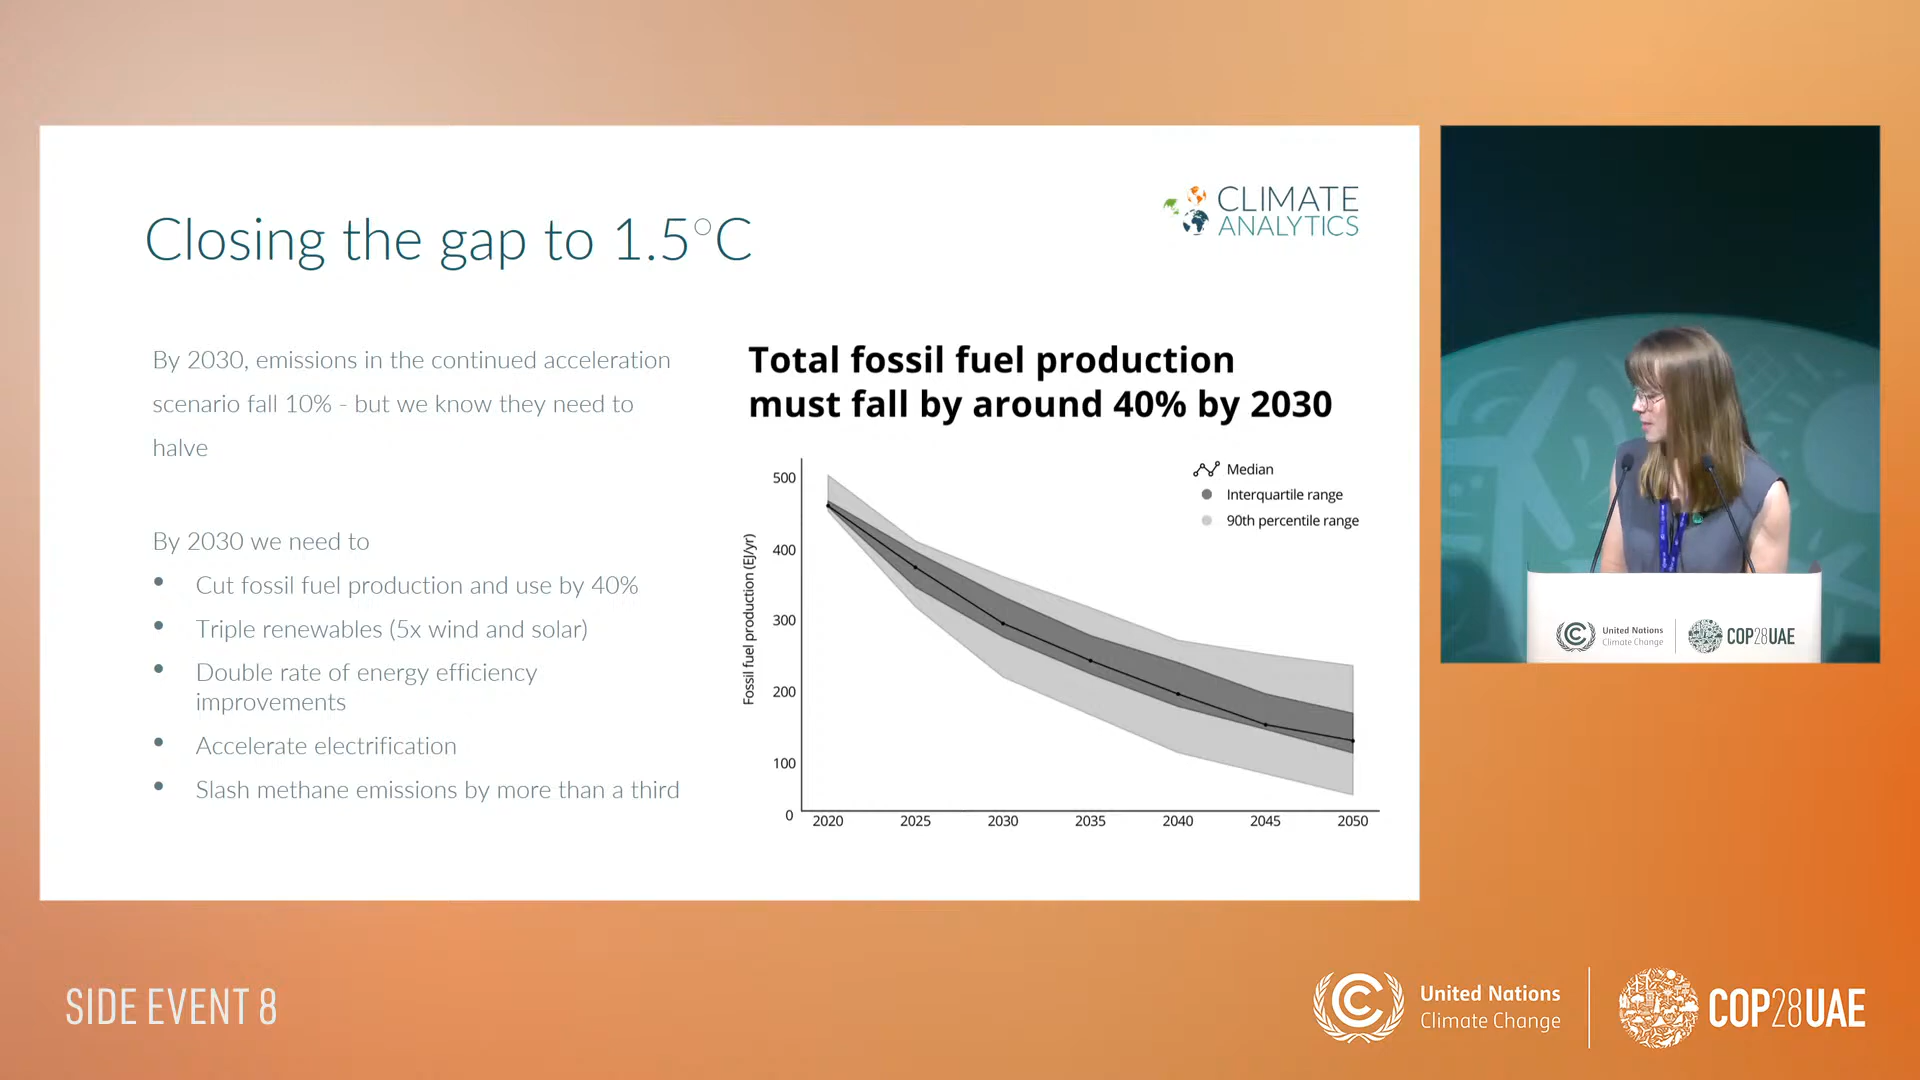 Closing the gap to 1.5°C
CLIMATE
ANALYTICS
By 2030, emissions in the continued acceleration
scenario fall 10% - but we know they need to
halve
By 2030 we need to
• Cut fossil fuel production and use by 40%
• Triple renewables (5x wind and solar)
• Double rate of energy efficiency
improvements
• Accelerate electrification
• Slash methane emissions by more than a third
Total fossil fuel production
must fall by around 40% by 2030
Median
Interquartile range
90th percentile range
Fossil fuel production (EJ/yr)
500
400
300
200
100
0
2020 2025 2030 2035 2040 2045 2050
United Nations
Climate Change
COP28UAE
SIDE EVENT 8
United Nations
Climate Change
COP28UAE